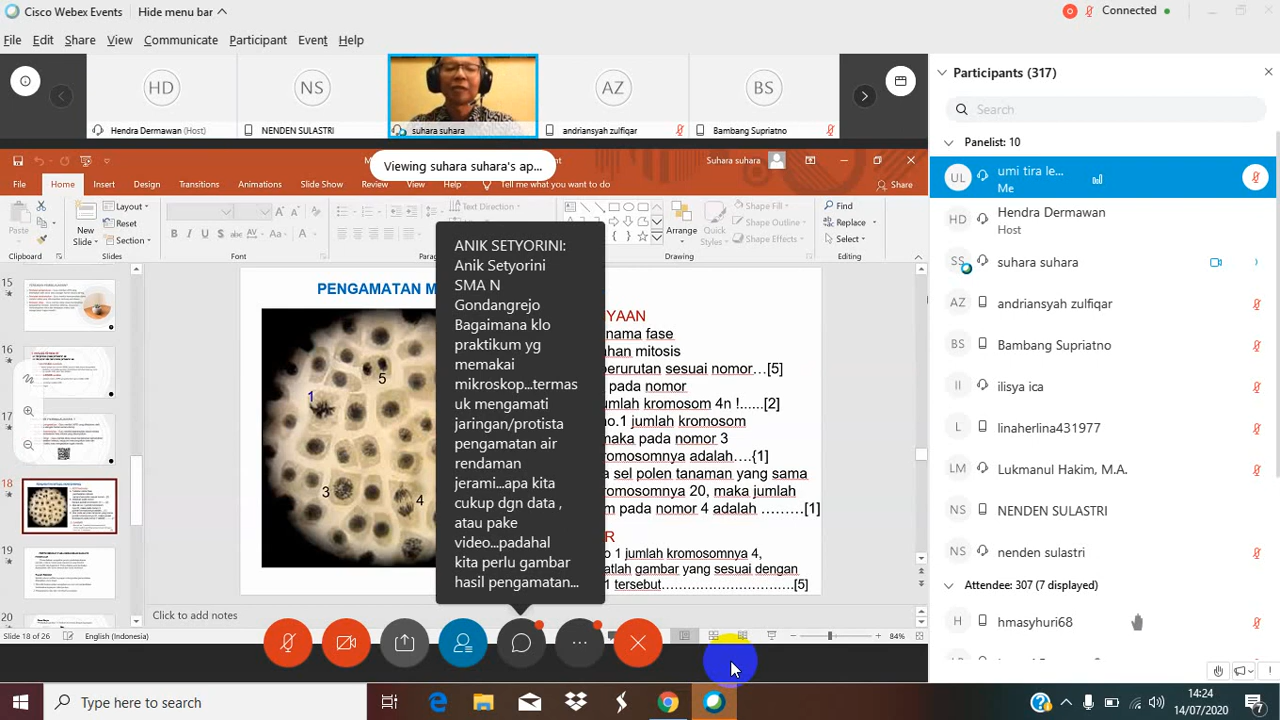 Cisco Webex Events
Hide menu bar
Connected
File Edit Share View Communicate Participant Event Help
HD
NS
AZ
BS
Hendra Dermawan (Host)
NENDEN SULASTRI
suhara suhara
andriansyah zulfiqar
Bambang Supriatno
Viewing suhara suhara's ap...
Suhara suhara
File Home Insert Design Transitions Animations Slide Show Review View Help Tell me what you want to do
Share
Paste
Clipboard
New
Slide
Layout
Reset
Section
Slides
Text Direction
Arrange
Quick
Styles
Shape Fill
Shape Outline
Shape Effects
Drawing
Find
Replace
Select
Editing
15
16
17
18
19
20
PENGAMATAN M
1
5
3
4
YAAN
nama fase
han mitosis
berurutan sesuai nomor…[5]
pada nomor
umlah kromosom 4n !......[2]
no.1 jumlah kromosom
maka pada nomor 3
omosomnya adalah….{1]
a sel polen tanaman yang sama
omosomnya 20, maka jumlah
m pada nomor 4 adalah ………[1]
R
no 1 jumlah kromosomnya 4,
atlah gambar yang sesuai dengan
1 tersebut…………………………[5]
ANIK SETYORINI:
Anik Setyorini
SMA N
Gondangrejo
Bagaimana klo
praktikum yg
memakai
mikroskop...termas
uk mengamati
jaringan/protista
pengamatan air
rendaman
jerami...apa kita
cukup dgn data ,
atau pake
video...padahal
kita perlu gambar
hasil pengamatan...
Click to add notes
Slide 18 of 26
English (Indonesia)
84%
Participants (317)
Search
Panelist: 10
UL
umi tira le...
Me
HD
Hendra Dermawan
Host
SS
suhara suhara
AZ
andriansyah zulfiqar
BS
Bambang Supriatno
II
ilisya ica
L
linaherlina431977
LM
Lukmanul Hakim, M.A.
NS
NENDEN SULASTRI
NS
nenden sulastri
Attendee: 307 (7 displayed)
H
hmasyhuri68
Type here to search
14:24
14/07/2020
7